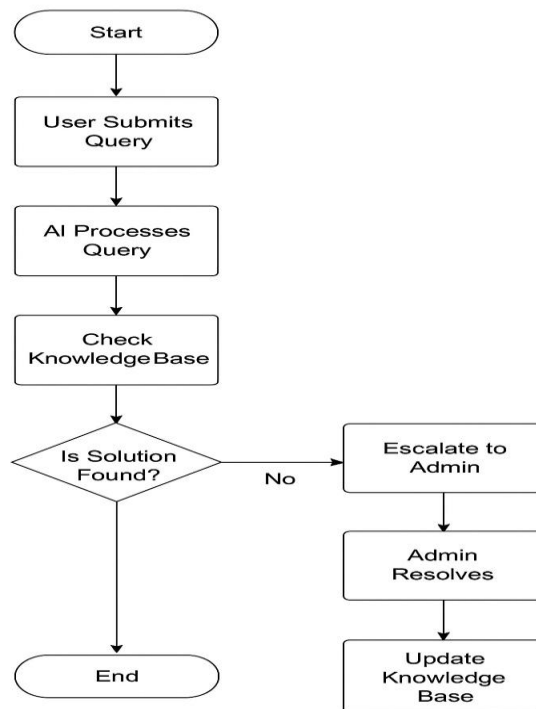 Start
User Submits
Query
AI Processes
Query
Check
Knowledge Base
Is Solution
Found?
No
Escalate to
Admin
Admin
Resolves
Update
Knowledge
Base
End